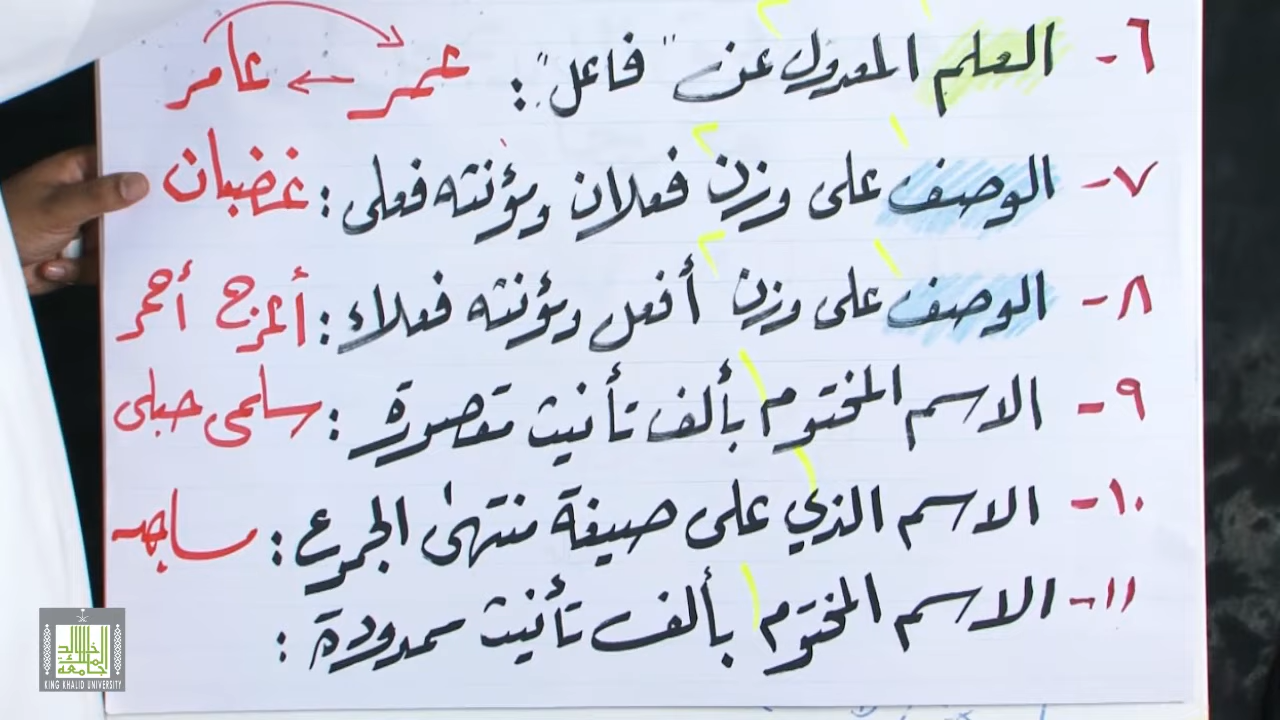 ٦- العلم المعدول عن "فاعل": عمر ← عامر
٧- الوصف على وزن فعلان ومؤنثه فعلى: غضبان
٨- الوصف على وزن أفعل ومؤنثه فعلاء: أعرج أحمر
٩- الاسم المختوم بألف تأنيث مقصورة: سلمى حبلى
١٠- الاسم الذي على صيغة منتهى الجموع: مساجد
١١- الاسم المختوم بألف تأنيث ممدودة:
جامعة الملك خالد
KING KHALID UNIVERSITY